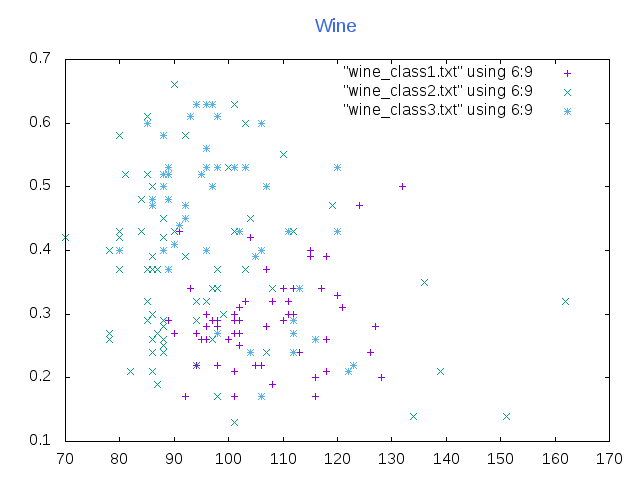 Wine
0.7
"wine_class1.txt" using 6:9
"wine_class2.txt" using 6:9
"wine_class3.txt" using 6:9
0.6
0.5
0.4
0.3
0.2
0.1
70 80 90 100 110 120 130 140 150 160 170